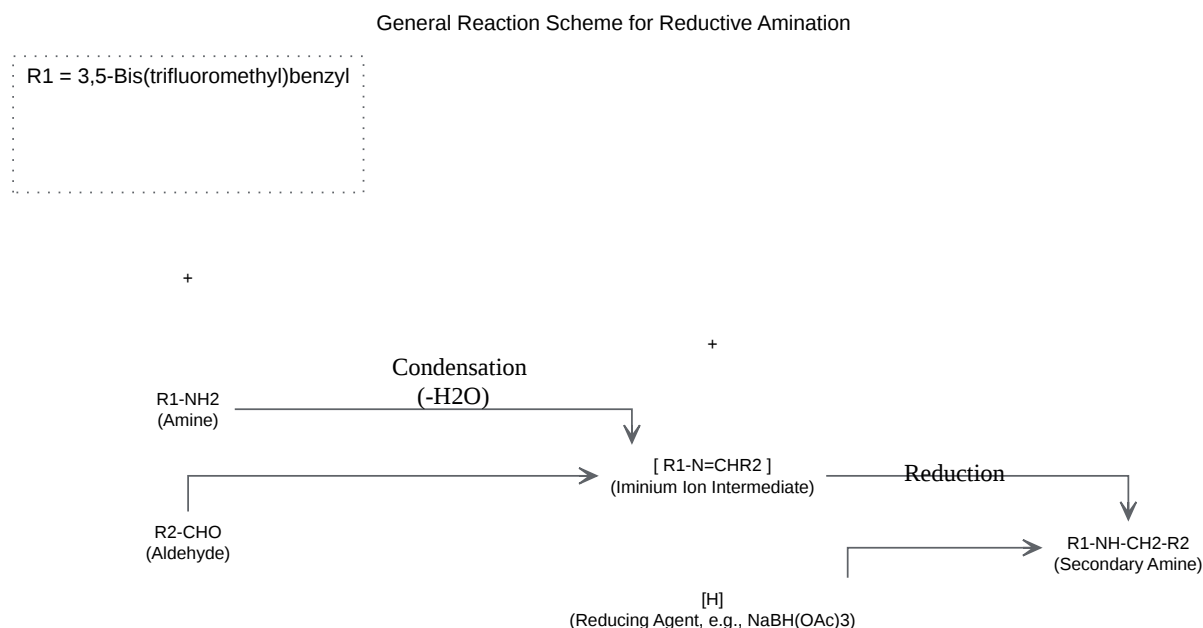 General Reaction Scheme for Reductive Amination
R1 = 3,5-Bis(trifluoromethyl)benzyl
+
+
Condensation
(-H2O)
R1-NH2
(Amine)
[ R1-N=CHR2 ]
(Iminium Ion Intermediate)
Reduction
R2-CHO
(Aldehyde)
R1-NH-CH2-R2
(Secondary Amine)
[H]
(Reducing Agent, e.g., NaBH(OAc)3)